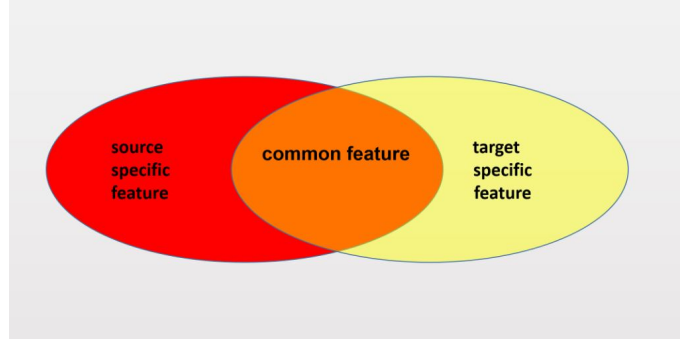 source
specific
feature
common feature
target
specific
feature